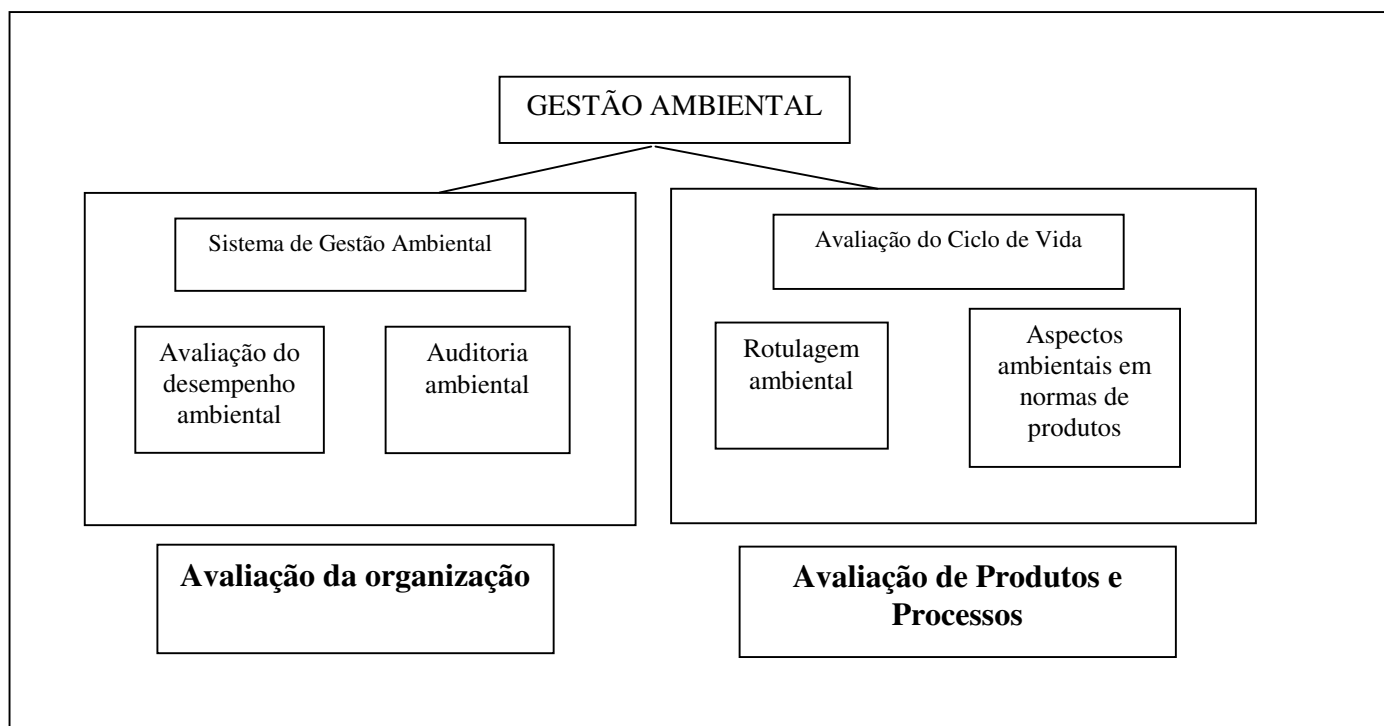 GESTÃO AMBIENTAL
Sistema de Gestão Ambiental
Avaliação do
desempenho
ambiental
Auditoria
ambiental
Avaliação da organização
Avaliação do Ciclo de Vida
Rotulagem
ambiental
Aspectos
ambientais em
normas de
produtos
Avaliação de Produtos e
Processos